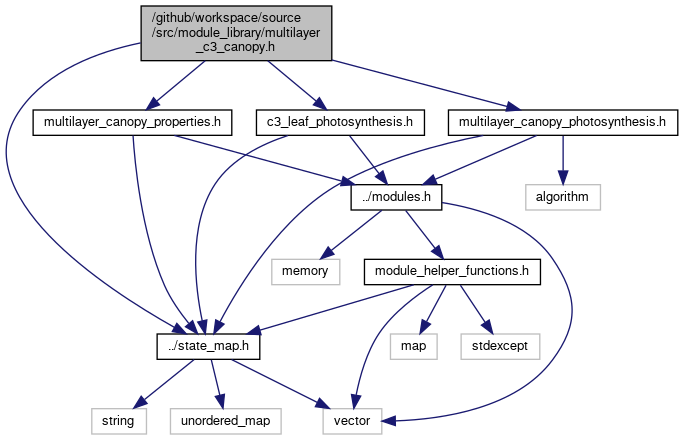 /github/workspace/source
/src/module_library/multilayer
_c3_canopy.h
multilayer_canopy_properties.h
c3_leaf_photosynthesis.h
multilayer_canopy_photosynthesis.h
../modules.h
algorithm
memory
module_helper_functions.h
../state_map.h
map
stdexcept
string
unordered_map
vector